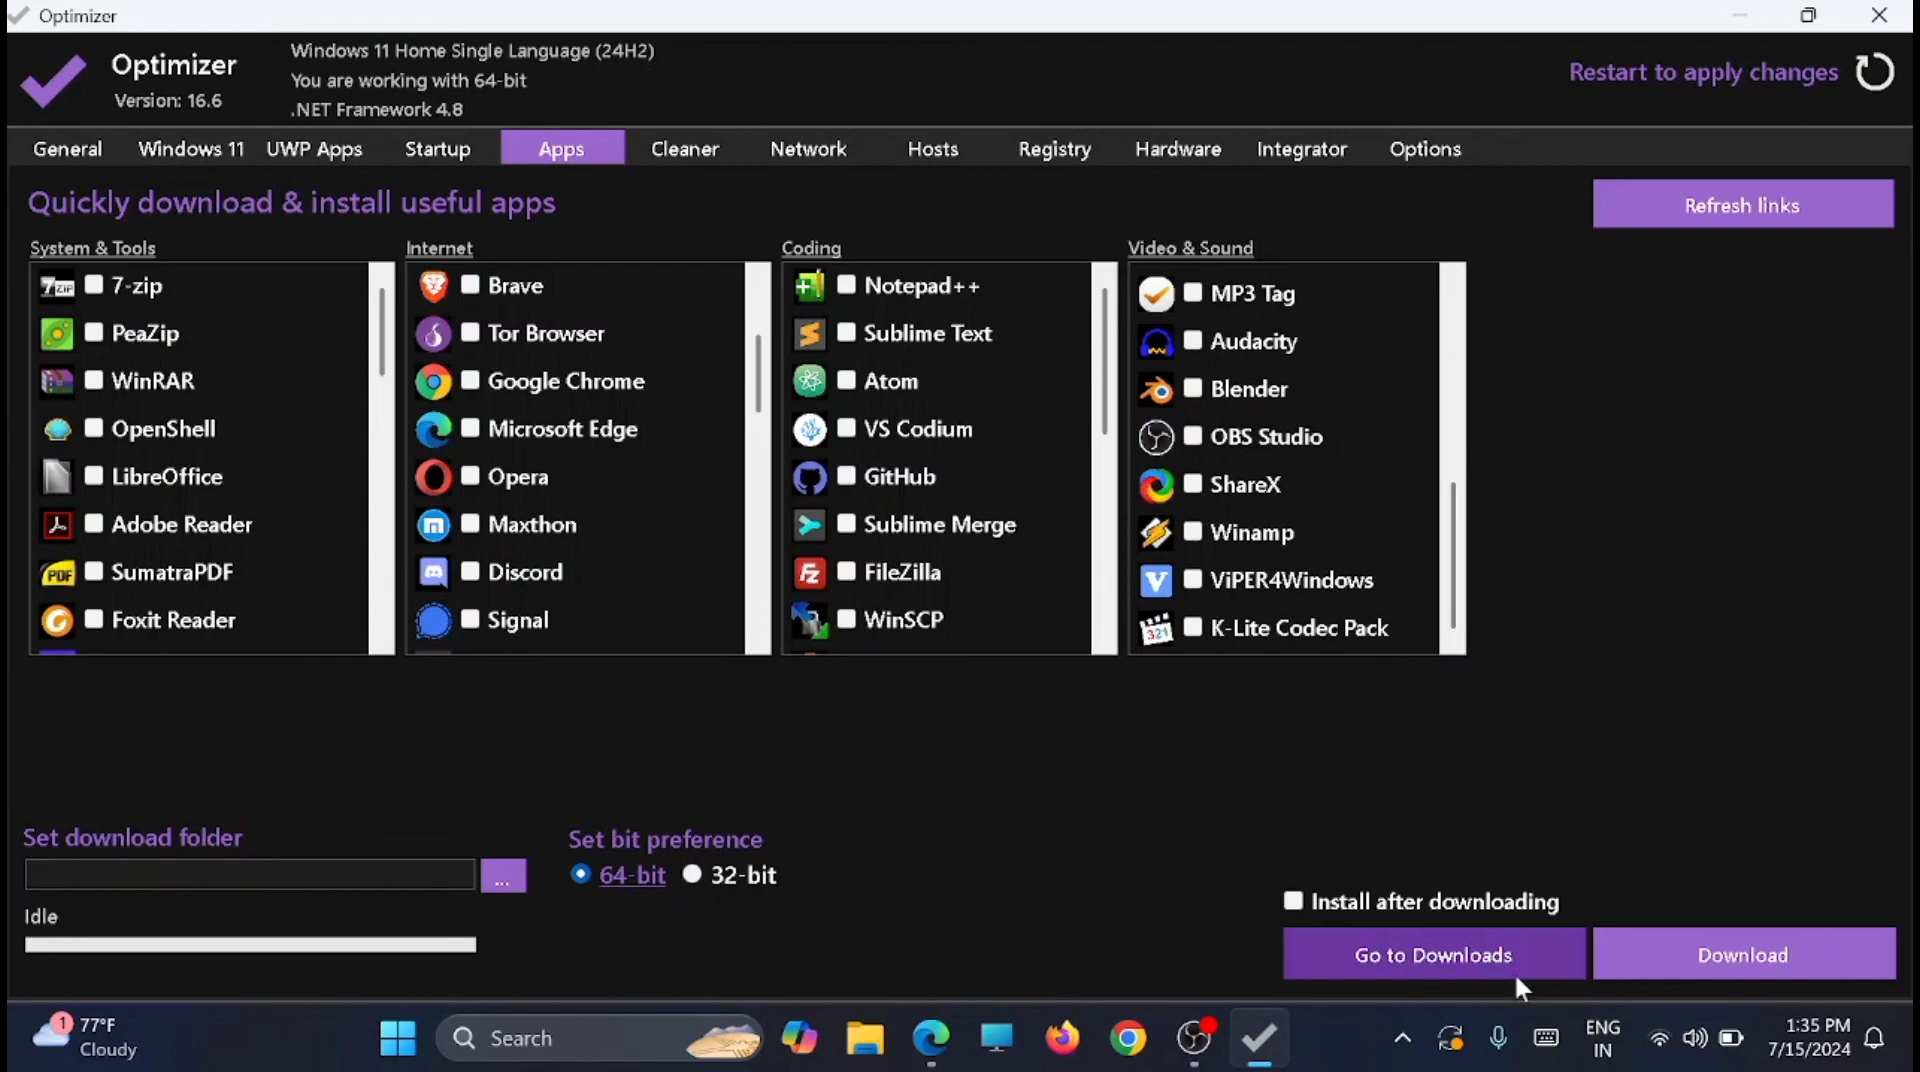 Optimizer
Optimizer
Version: 16.6
Windows 11 Home Single Language (24H2)
You are working with 64-bit
.NET Framework 4.8
Restart to apply changes
General Windows 11 UWP Apps Startup Apps Cleaner Network Hosts Registry Hardware Integrator Options
Quickly download & install useful apps
Refresh links
System & Tools
7-zip
PeaZip
WinRAR
OpenShell
LibreOffice
Adobe Reader
SumatraPDF
Foxit Reader
Internet
Brave
Tor Browser
Google Chrome
Microsoft Edge
Opera
Maxthon
Discord
Signal
Coding
Notepad++
Sublime Text
Atom
VS Codium
GitHub
Sublime Merge
FileZilla
WinSCP
Video & Sound
MP3 Tag
Audacity
Blender
OBS Studio
ShareX
Winamp
ViPER4Windows
K-Lite Codec Pack
Set download folder
...
Idle
Set bit preference
64-bit 32-bit
Install after downloading
Go to Downloads Download
1
77°F
Cloudy
Search
ENG
IN
1:35 PM
7/15/2024